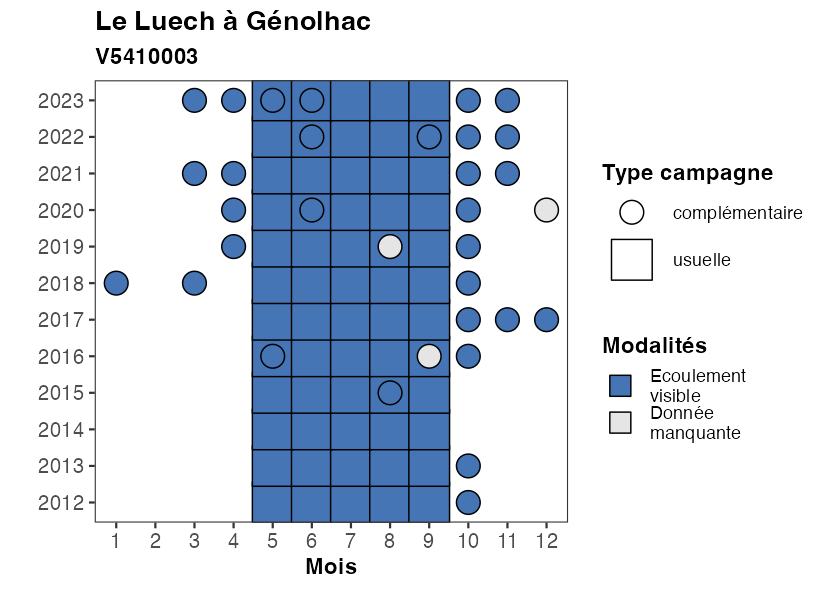 Le Luech à Génolhac
V5410003
2023
2022
2021
2020
2019
2018
2017
2016
2015
2014
2013
2012
1 2 3 4 5 6 7 8 9 10 11 12
Mois
Type campagne
complémentaire
usuelle
Modalités
Ecoulement
visible
Donnée
manquante